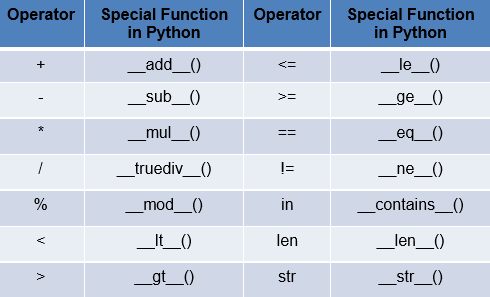 Operator Special Function in Python Operator Special Function in Python
+ __add__() <= __le__()
- __sub__() >= __ge__()
* __mul__() == __eq__()
/ __truediv__() != __ne__()
% __mod__() in __contains__()
< __lt__() len __len__()
> __gt__() str __str__()